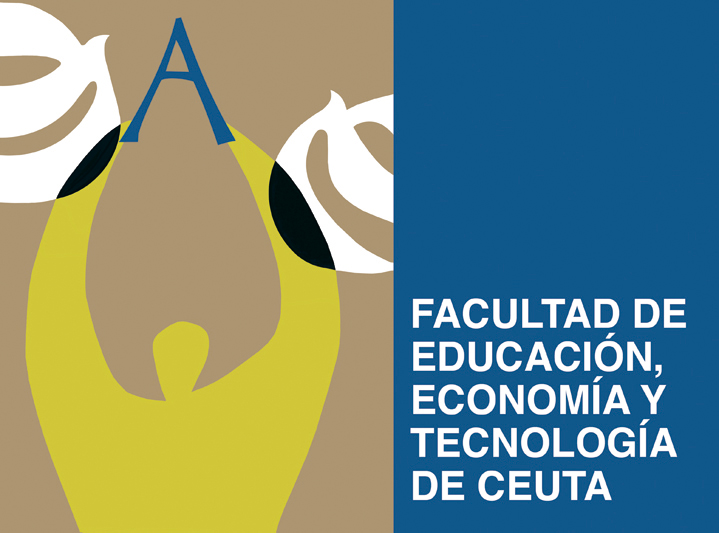 A
FACULTAD DE
EDUCACIÓN,
ECONOMÍA Y
TECNOLOGÍA
DE CEUTA